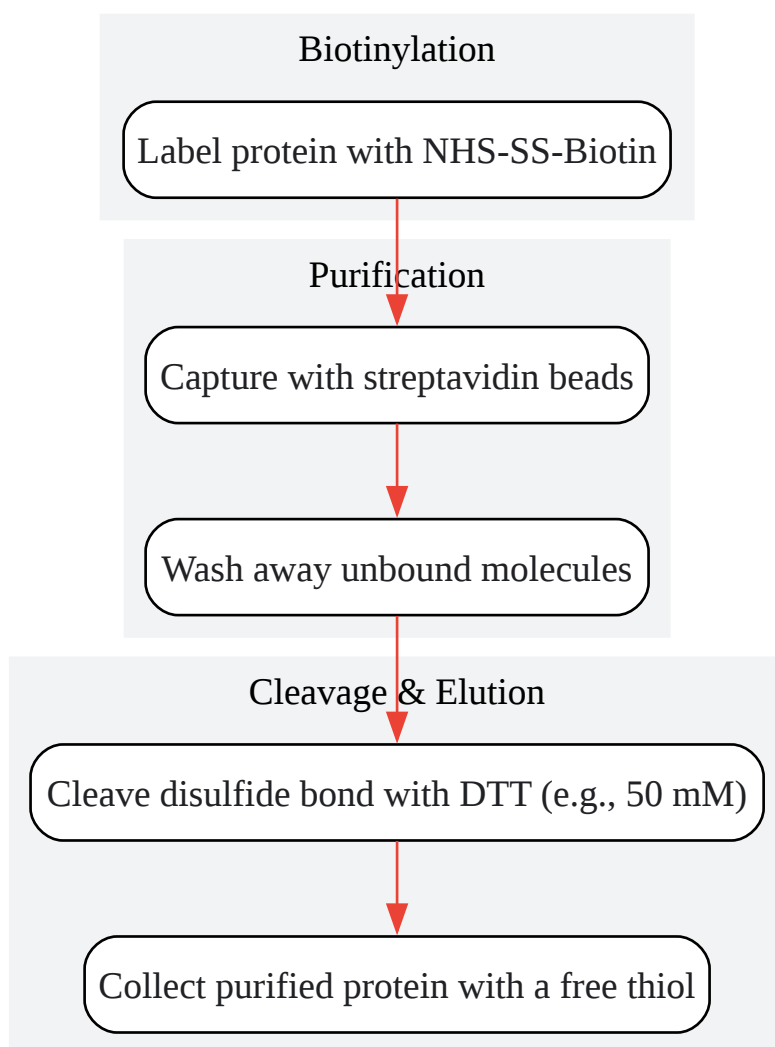 Biotinylation
Label protein with NHS-SS-Biotin
Purification
Capture with streptavidin beads
Wash away unbound molecules
Cleavage & Elution
Cleave disulfide bond with DTT (e.g., 50 mM)
Collect purified protein with a free thiol